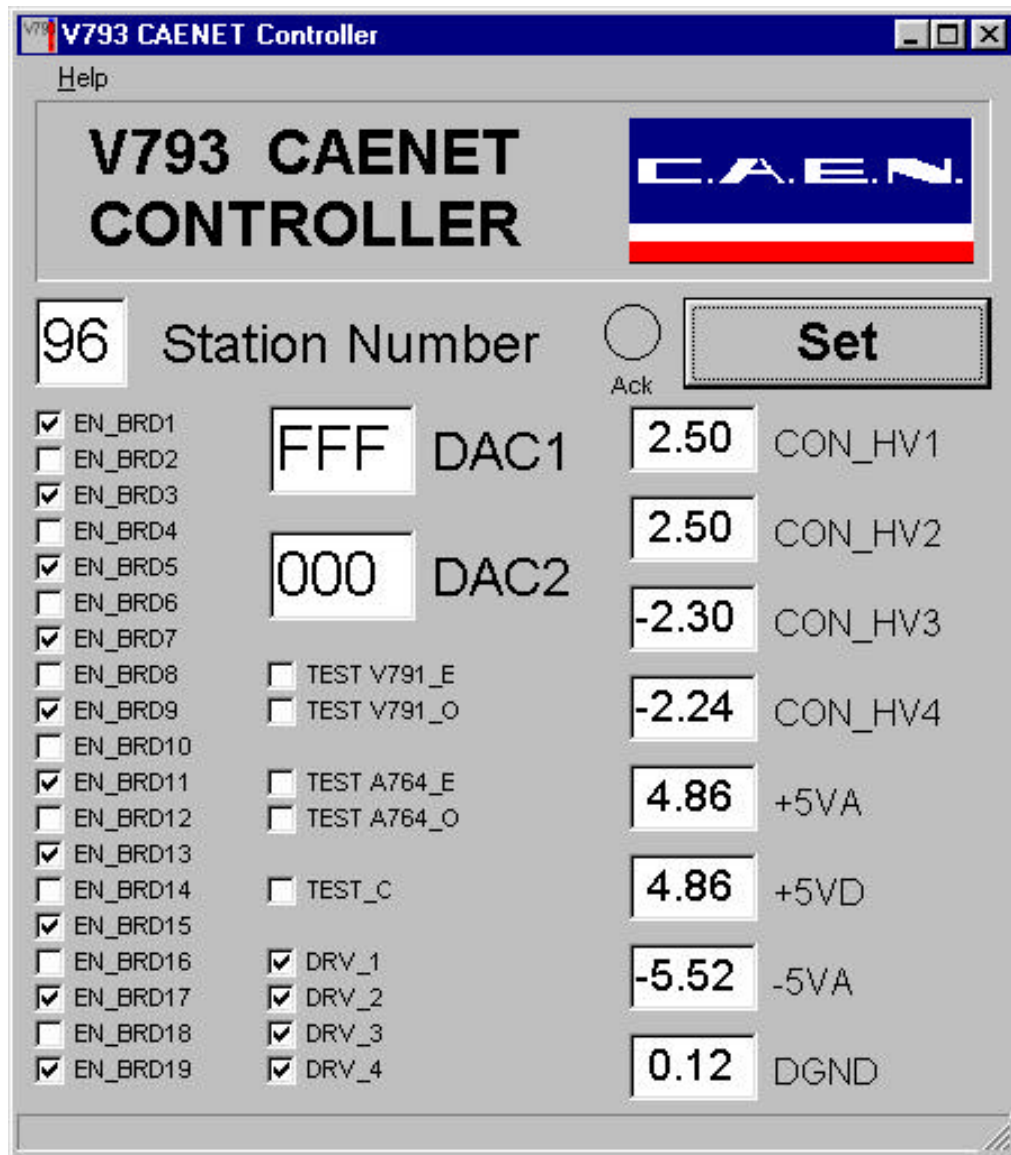 V793 CAENET Controller
Help
V793 CAENET
CONTROLLER
C.A.E.N.
96 Station Number
Ack
Set
EN_BRD1
EN_BRD2
EN_BRD3
EN_BRD4
EN_BRD5
EN_BRD6
EN_BRD7
EN_BRD8
EN_BRD9
EN_BRD10
EN_BRD11
EN_BRD12
EN_BRD13
EN_BRD14
EN_BRD15
EN_BRD16
EN_BRD17
EN_BRD18
EN_BRD19
FFF DAC1
000 DAC2
TEST V791_E
TEST V791_O
TEST A764_E
TEST A764_O
TEST_C
DRV_1
DRV_2
DRV_3
DRV_4
2.50 CON_HV1
2.50 CON_HV2
-2.30 CON_HV3
-2.24 CON_HV4
4.86 +5VA
4.86 +5VD
-5.52 -5VA
0.12 DGND